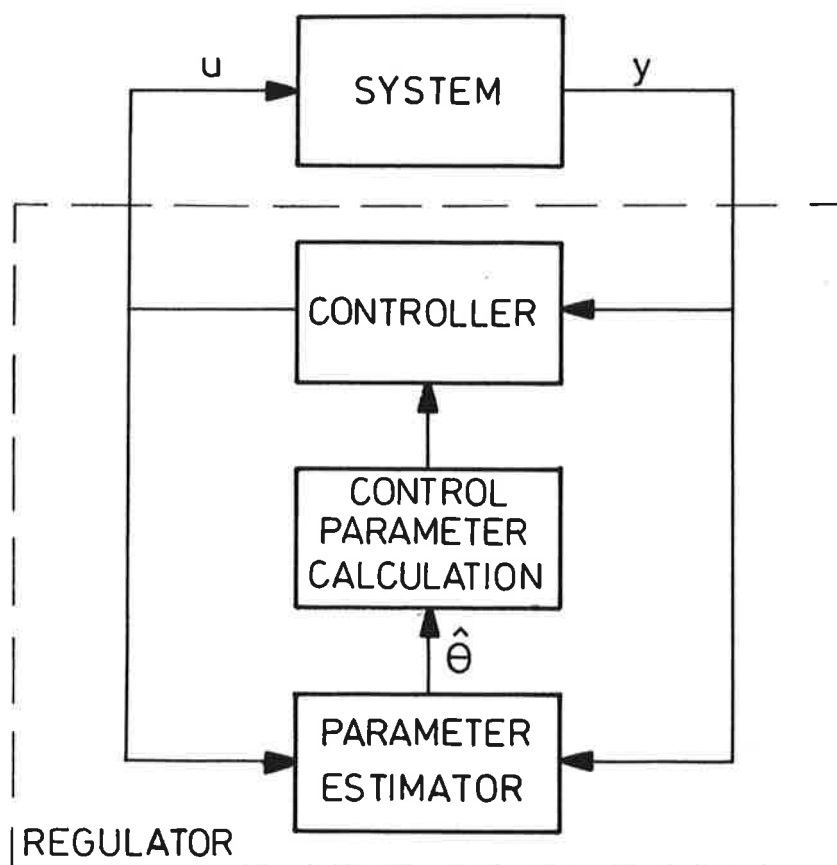 u
SYSTEM
y
CONTROLLER
CONTROL
PARAMETER
CALCULATION
θ̂
PARAMETER
ESTIMATOR
REGULATOR